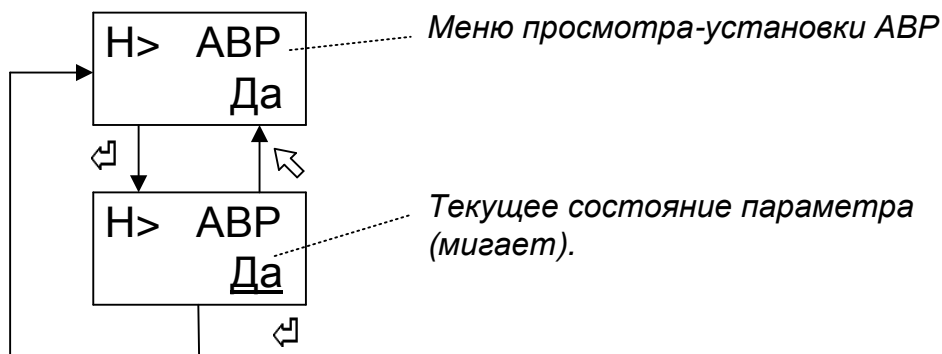 Н> АВР
Да
Меню просмотра-установки АВР
Н> АВР
Да
Текущее состояние параметра
(мигает).